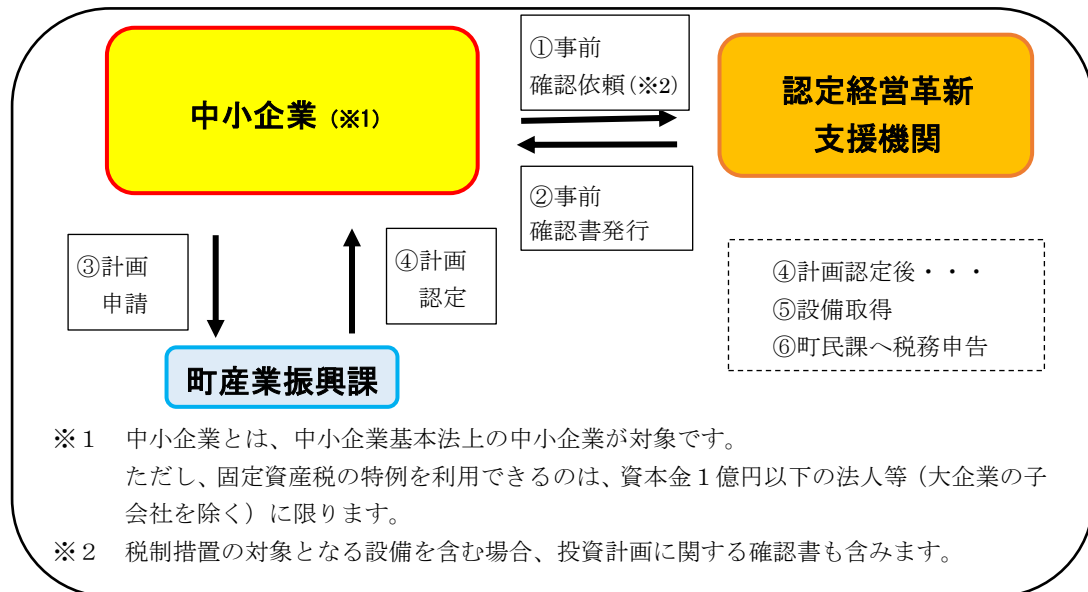 中小企業 (※1)
①事前
確認依頼(※2)
認定経営革新
支援機関
②事前
確認書発行
③計画
申請
④計画
認定
町産業振興課
④計画認定後・・・
⑤設備取得
⑥町民課へ税務申告
※１ 中小企業とは、中小企業基本法上の中小企業が対象です。
ただし、固定資産税の特例を利用できるのは、資本金１億円以下の法人等（大企業の子
会社を除く）に限ります。
※２ 税制措置の対象となる設備を含む場合、投資計画に関する確認書も含みます。